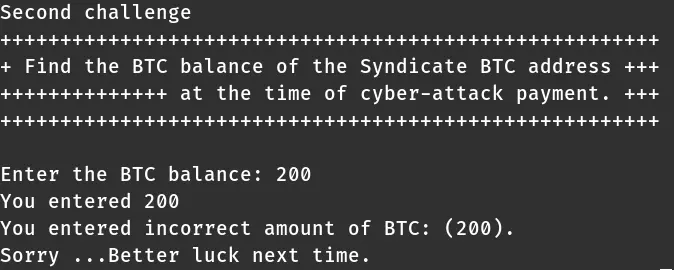 Second challenge
+++++++++++++++++++++++++++++++++++++++++++++++++++++++
+ Find the BTC balance of the Syndicate BTC address +++
++++++++++++++ at the time of cyber-attack payment. +++
+++++++++++++++++++++++++++++++++++++++++++++++++++++++
Enter the BTC balance: 200
You entered 200
You entered incorrect amount of BTC: (200).
Sorry ...Better luck next time.